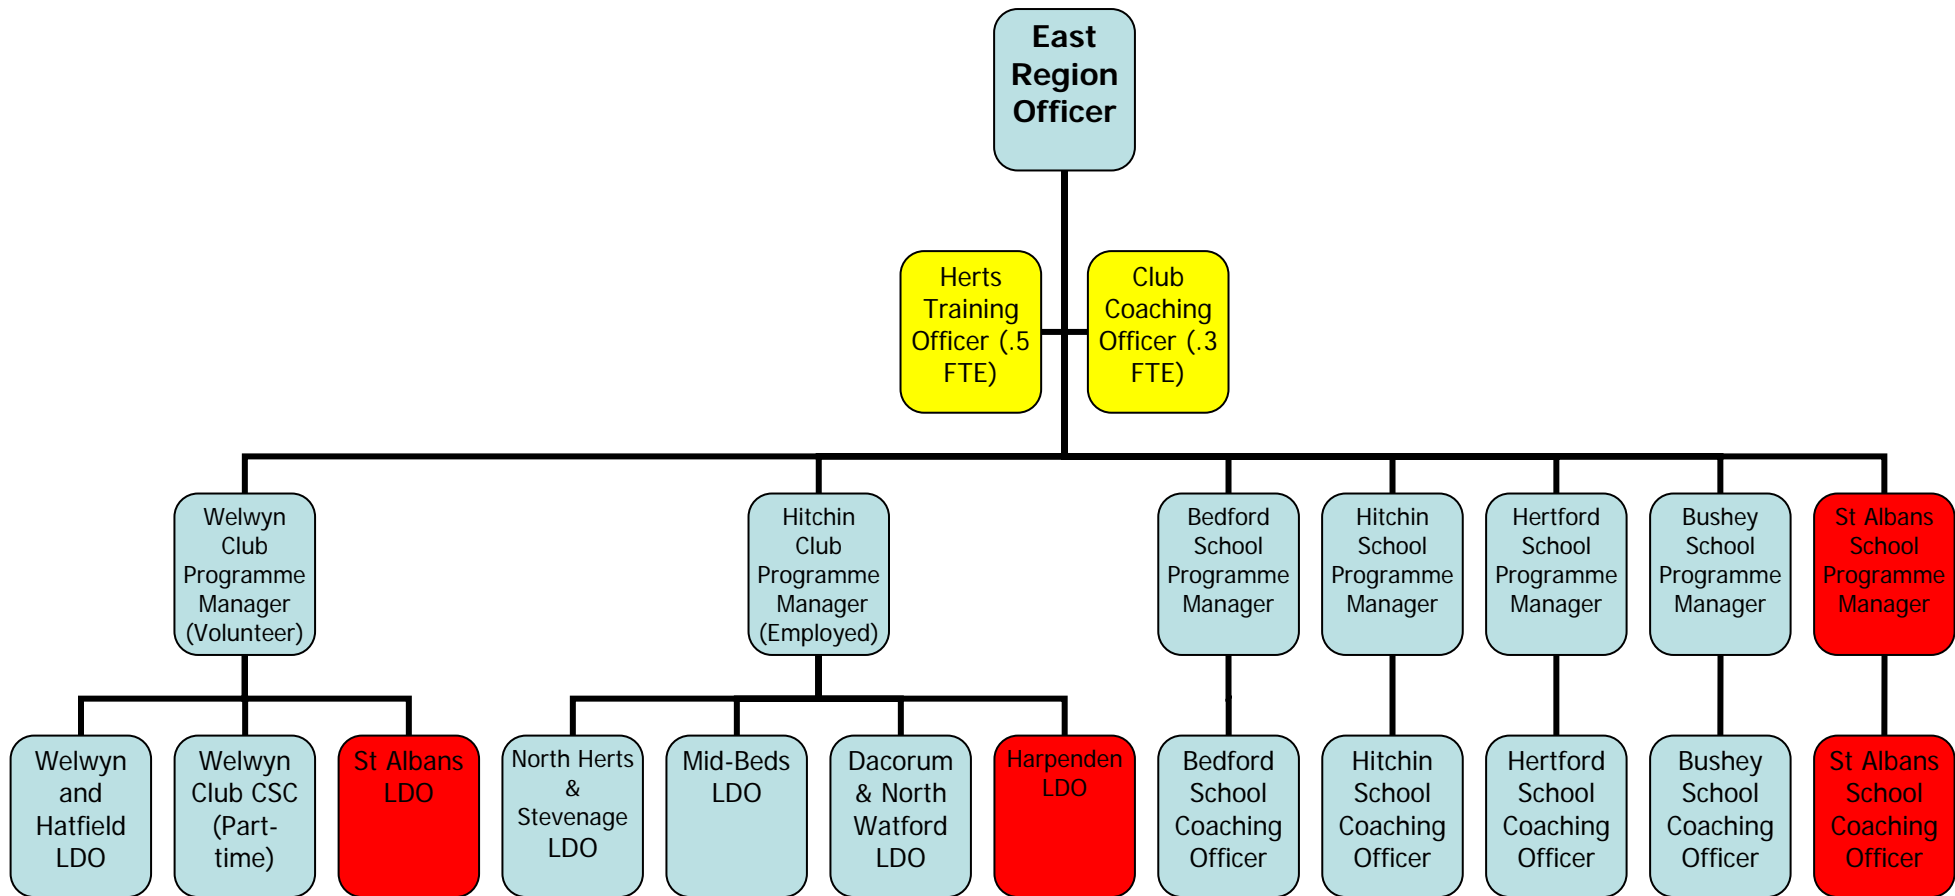 East
Region
Officer
Herts
Training
Officer (.5
FTE)
Club
Coaching
Officer (.3
FTE)
Welwyn
Club
Programme
Manager
(Volunteer)
Hitchin
Club
Programme
Manager
(Employed)
Bedford
School
Programme
Manager
Hitchin
School
Programme
Manager
Hertford
School
Programme
Manager
Bushey
School
Programme
Manager
St Albans
School
Programme
Manager
Welwyn
and
Hatfield
LDO
Welwyn
Club CSC
(Part-
time)
St Albans
LDO
North Herts
&
Stevenage
LDO
Mid-Beds
LDO
Dacorum
& North
Watford
LDO
Harpenden
LDO
Bedford
School
Coaching
Officer
Hitchin
School
Coaching
Officer
Hertford
School
Coaching
Officer
Bushey
School
Coaching
Officer
St Albans
School
Coaching
Officer